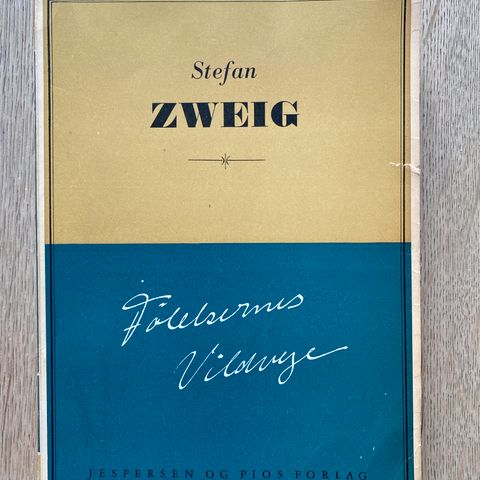 Stefan
ZWEIG
Følelsernes
Vildveje
JESPERSEN OG PIOS FORLAG